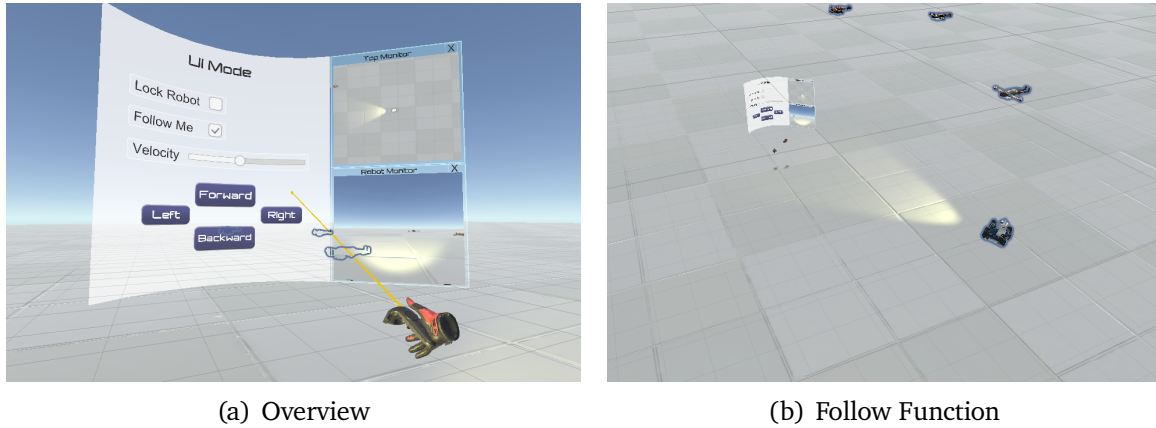 UI Mode
Lock Robot
Follow Me
Velocity
Forward
Left
Right
Backward
Top Monitor
X
Robot Monitor
X
(a) Overview
(b) Follow Function